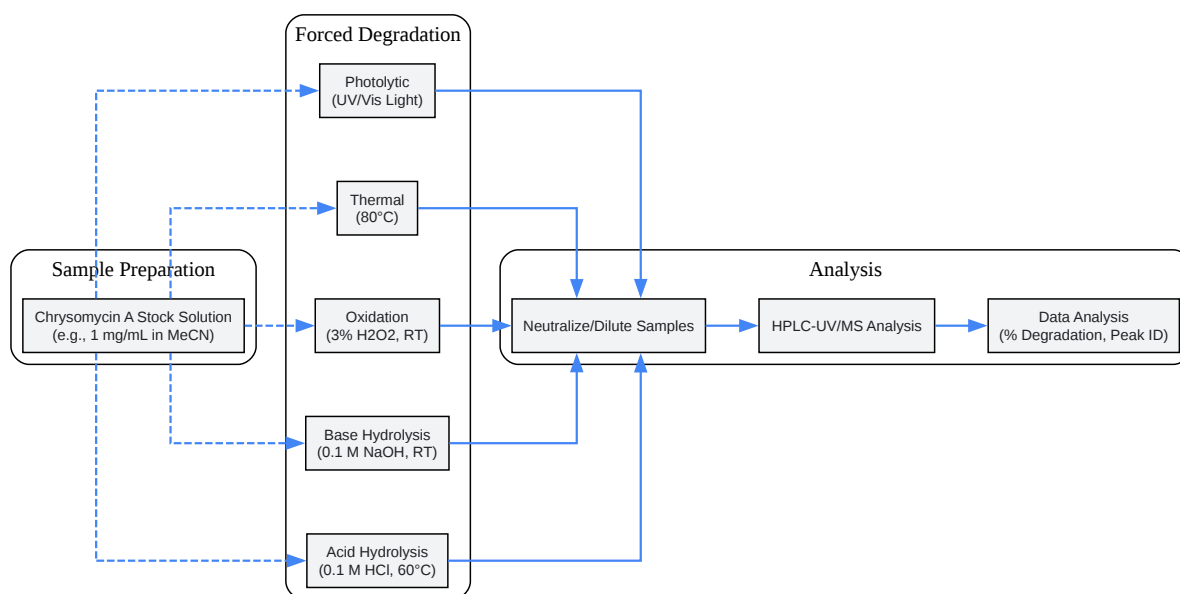 Forced Degradation
Photolytic
(UV/Vis Light)
Thermal
(80°C)
Sample Preparation
Analysis
Chrysomycin A Stock Solution
(e.g., 1 mg/mL in MeCN)
Oxidation
(3% H2O2, RT)
Neutralize/Dilute Samples
HPLC-UV/MS Analysis
Data Analysis
(% Degradation, Peak ID)
Base Hydrolysis
(0.1 M NaOH, RT)
Acid Hydrolysis
(0.1 M HCl, 60°C)